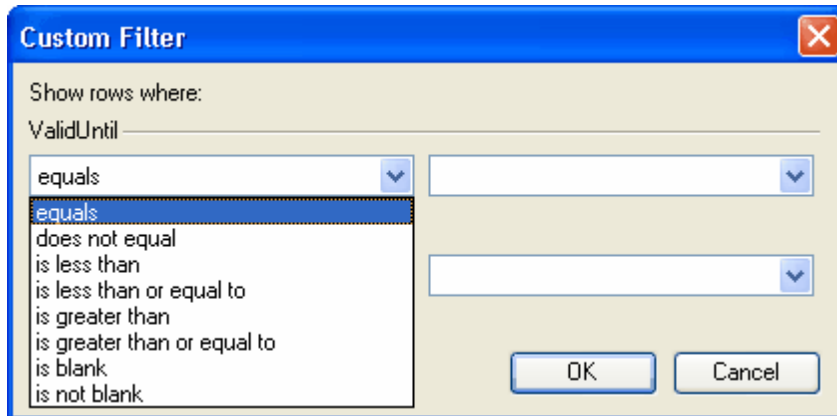 Custom Filter
Show rows where:
ValidUntil
equals
equals
does not equal
is less than
is less than or equal to
is greater than
is greater than or equal to
is blank
is not blank
OK
Cancel